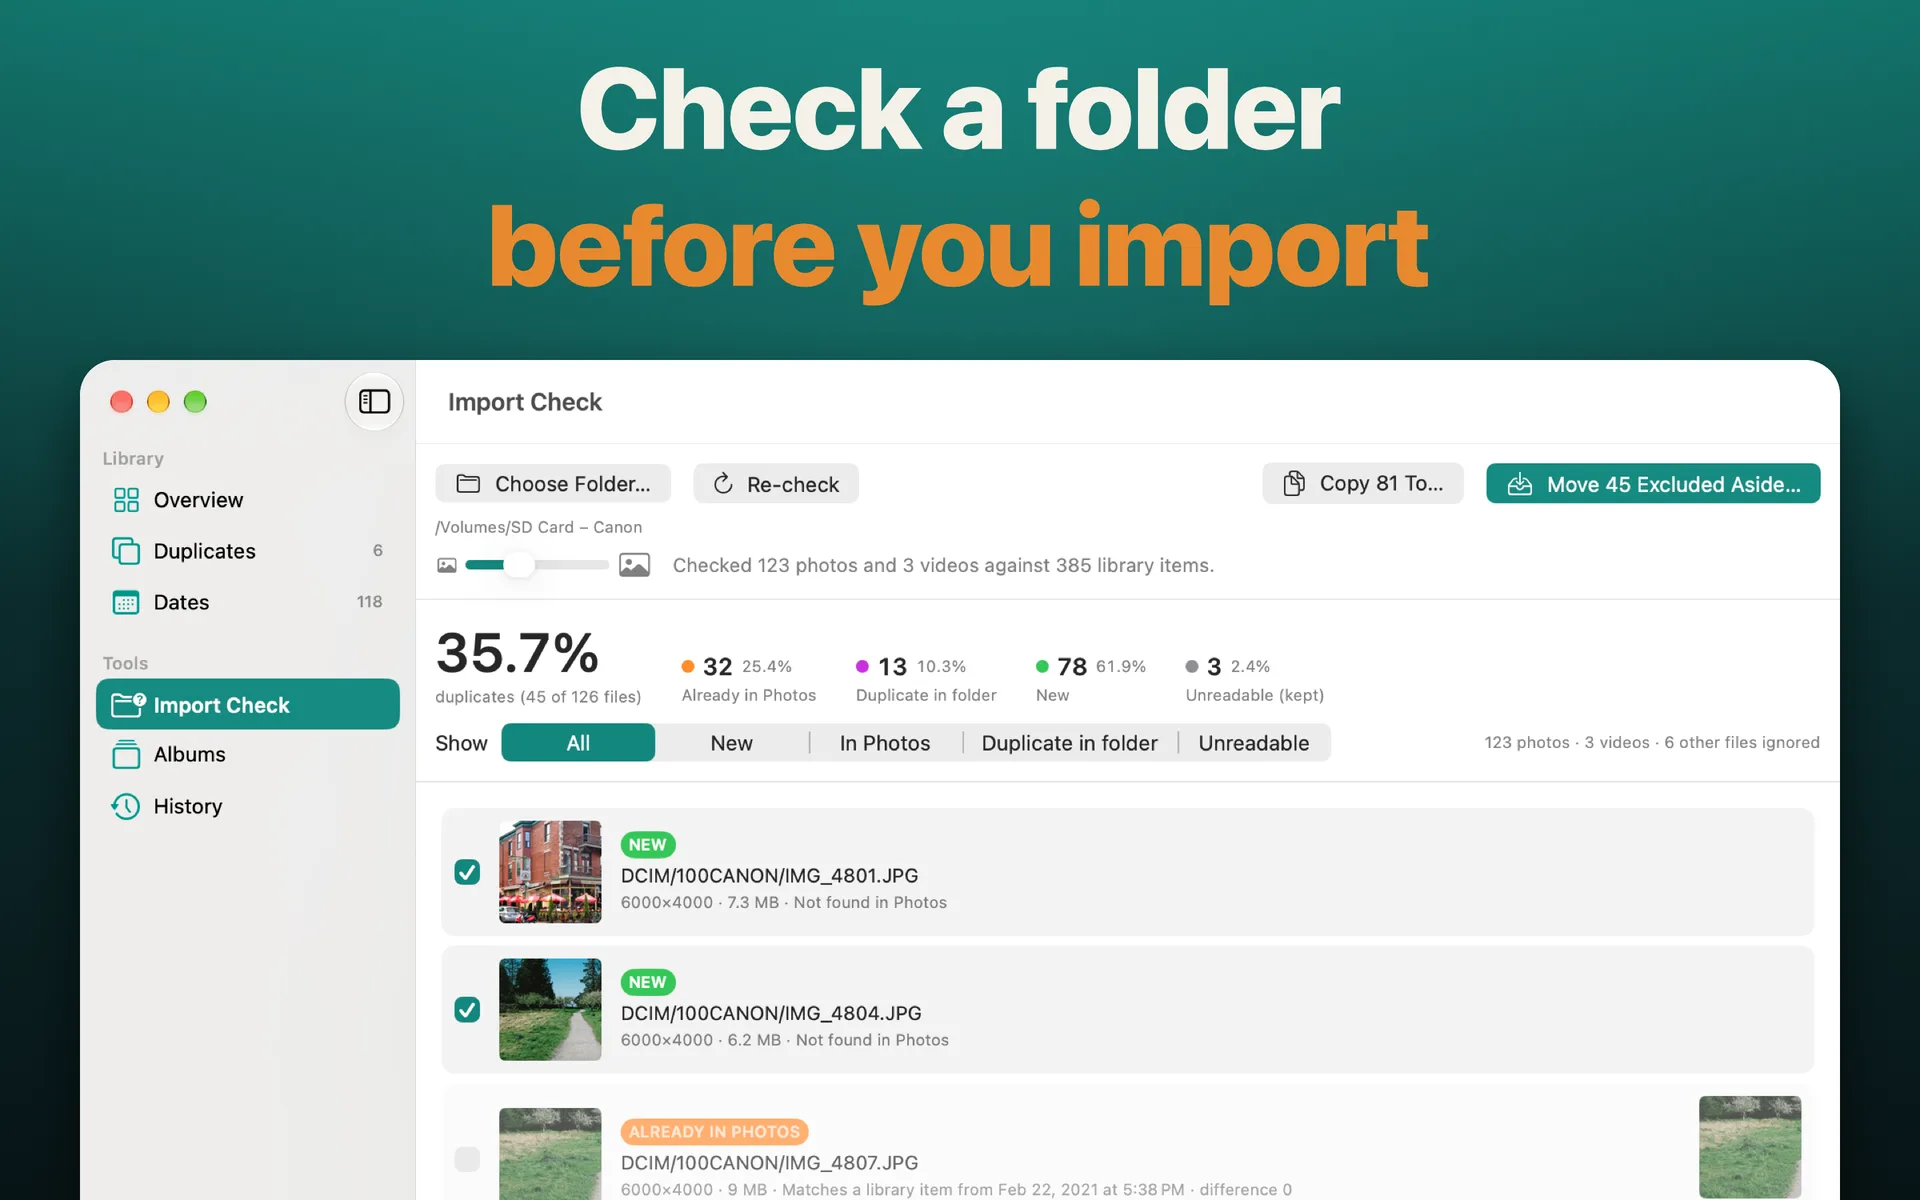 Check a folder
before you import
Import Check
Library
Overview
Duplicates 6
Dates 118
Tools
Import Check
Albums
History
Choose Folder...
Re-check
Copy 81 To...
Move 45 Excluded Aside...
/Volumes/SD Card – Canon
Checked 123 photos and 3 videos against 385 library items.
35.7%
duplicates (45 of 126 files)
32 25.4%
Already in Photos
13 10.3%
Duplicate in folder
78 61.9%
New
3 2.4%
Unreadable (kept)
Show All New In Photos Duplicate in folder Unreadable
123 photos · 3 videos · 6 other files ignored
NEW
DCIM/100CANON/IMG_4801.JPG
6000×4000 · 7.3 MB · Not found in Photos
NEW
DCIM/100CANON/IMG_4804.JPG
6000×4000 · 6.2 MB · Not found in Photos
ALREADY IN PHOTOS
DCIM/100CANON/IMG_4807.JPG
6000×4000 · 9 MB · Matches a library item from Feb 22, 2021 at 5:38 PM · difference 0